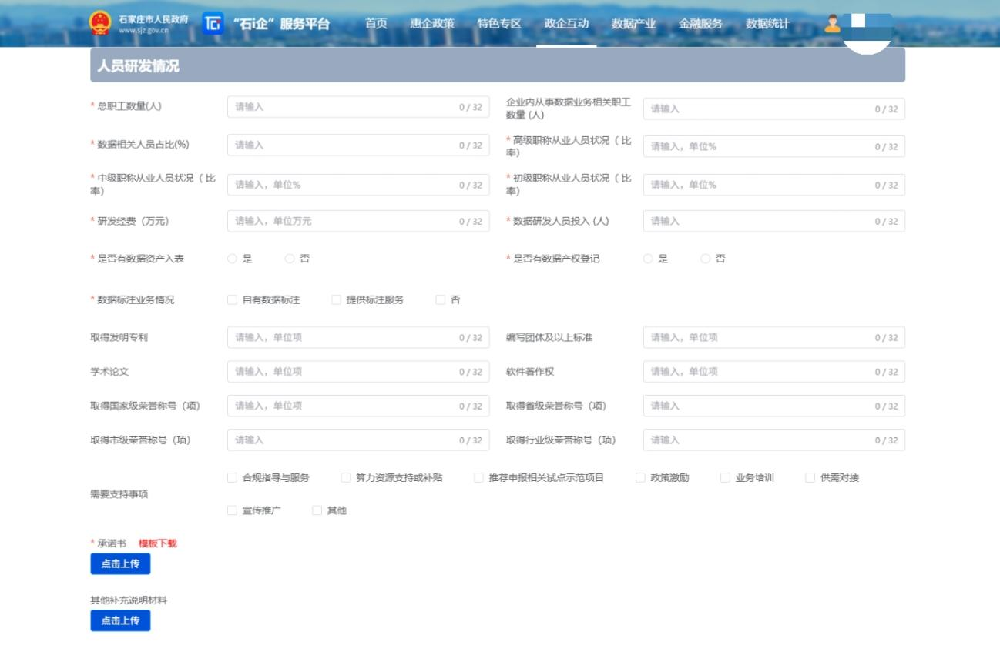 石家庄市人民政府
www.sjz.gov.cn
“石i企”服务平台 首页 惠企政策 特色专区 政企互动 数据产业 金融服务 数据统计
人员研发情况
* 总职工数量(人) 请输入 0 / 32 企业内从事数据业务相关职工
数量 (人) 请输入 0 / 32
* 数据相关人员占比(%) 请输入 0 / 32 * 高级职称从业人员状况（ 比
率） 请输入，单位% 0 / 32
* 中级职称从业人员状况（ 比
率） 请输入，单位% 0 / 32 * 初级职称从业人员状况（ 比
率） 请输入，单位% 0 / 32
* 研发经费（万元） 请输入，单位万元 0 / 32 * 数据研发人员投入 (人) 请输入 0 / 32
* 是否有数据资产入表 是 否 * 是否有数据产权登记 是 否
* 数据标注业务情况 自有数据标注 提供标注服务 否
取得发明专利 请输入，单位项 0 / 32 编写团体及以上标准 请输入，单位项 0 / 32
学术论文 请输入，单位项 0 / 32 软件著作权 请输入，单位项 0 / 32
取得国家级荣誉称号（项） 请输入，单位项 0 / 32 取得省级荣誉称号（项） 请输入 0 / 32
取得市级荣誉称号（项） 请输入 0 / 32 取得行业级荣誉称号（项） 请输入 0 / 32
需要支持事项 合规指导与服务 算力资源支持或补贴 推荐申报相关试点示范项目 政策激励 业务培训 供需对接
宣传推广 其他
* 承诺书 模板下载
点击上传
其他补充说明材料
点击上传